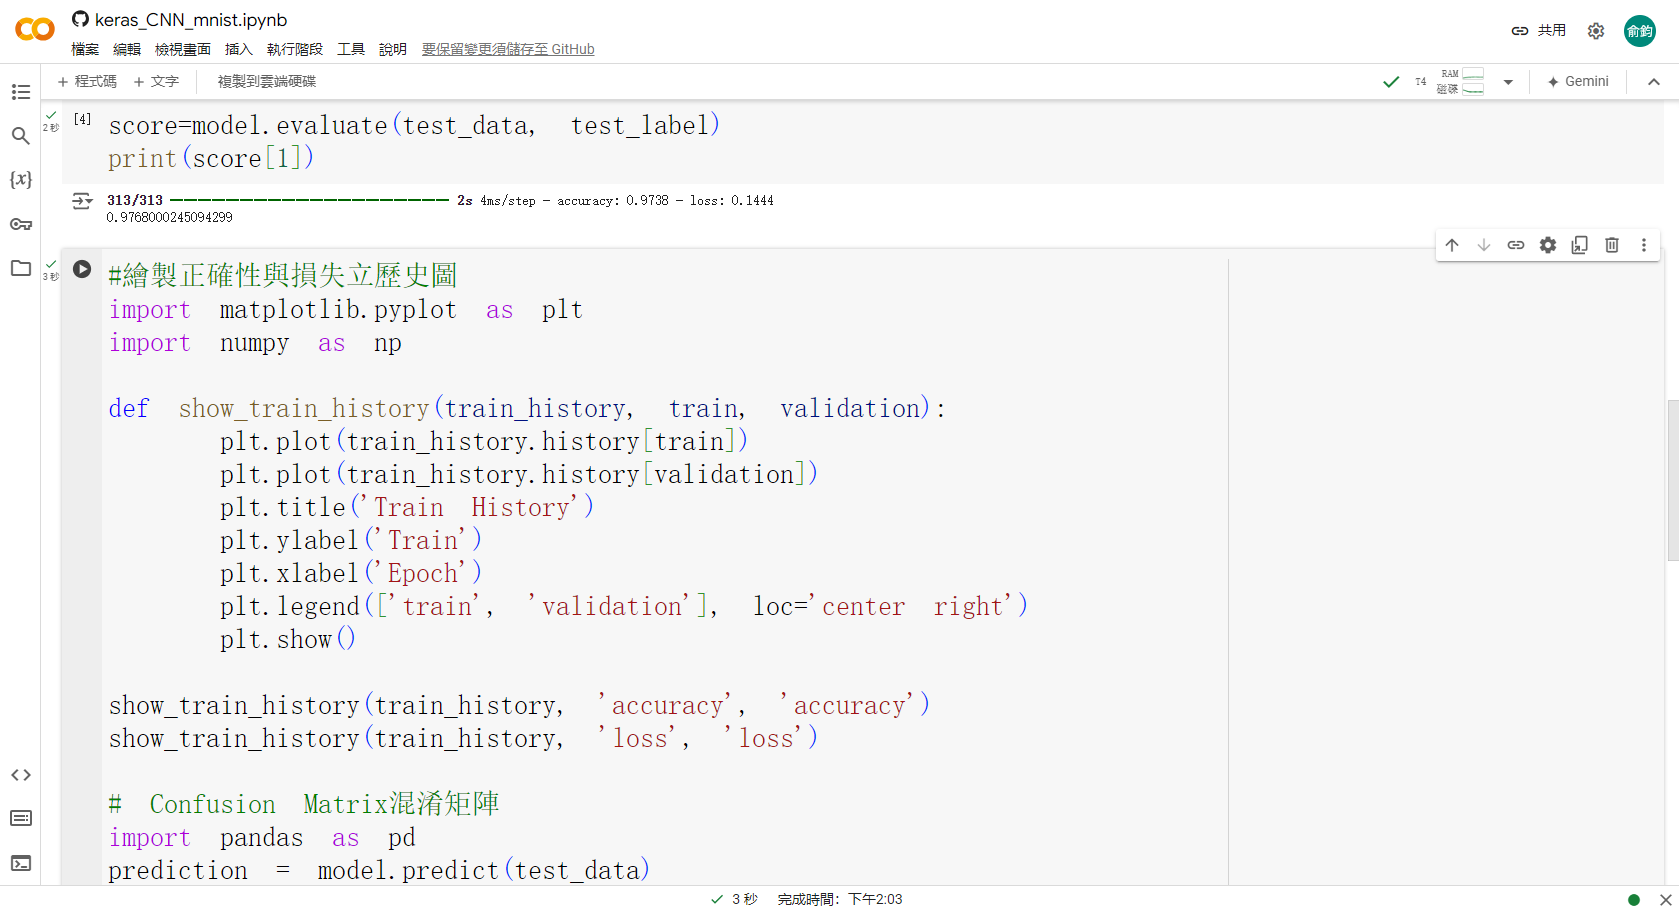 keras_CNN_mnist.ipynb
檔案 編輯 檢視畫面 插入 執行階段 工具 說明 要保留變更須儲存至 GitHub
共用
俞鈞
+ 程式碼 + 文字 複製到雲端硬碟
T4 RAM 磁碟 Gemini
2 秒
[4]
score=model.evaluate(test_data, test_label)
print(score[1])
313/313 2s 4ms/step - accuracy: 0.9738 - loss: 0.1444
0.9768000245094299
3 秒
#繪製正確性與損失立歷史圖
import matplotlib.pyplot as plt
import numpy as np
def show_train_history(train_history, train, validation):
plt.plot(train_history.history[train])
plt.plot(train_history.history[validation])
plt.title('Train History')
plt.ylabel('Train')
plt.xlabel('Epoch')
plt.legend(['train', 'validation'], loc='center right')
plt.show()
show_train_history(train_history, 'accuracy', 'accuracy')
show_train_history(train_history, 'loss', 'loss')
# Confusion Matrix混淆矩陣
import pandas as pd
prediction = model.predict(test_data)
3 秒 完成時間：下午2:03